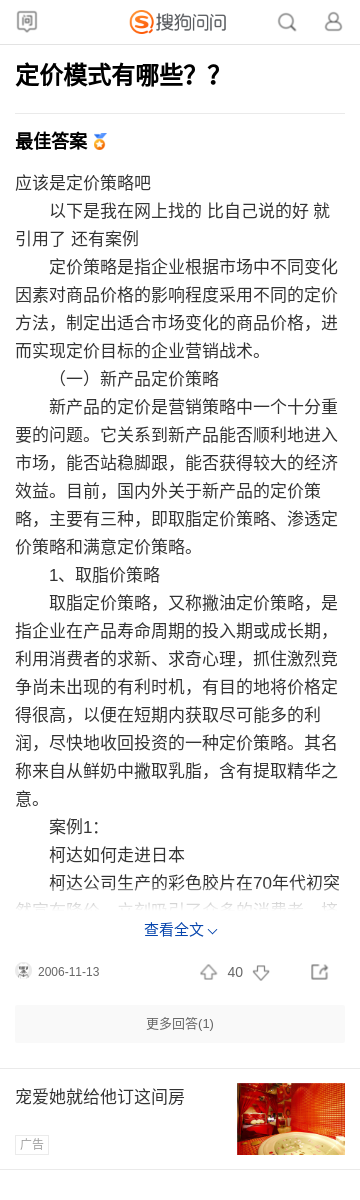 问
搜狗问问
定价模式有哪些？？
最佳答案
应该是定价策略吧
以下是我在网上找的 比自己说的好 就
引用了 还有案例
定价策略是指企业根据市场中不同变化
因素对商品价格的影响程度采用不同的定价
方法，制定出适合市场变化的商品价格，进
而实现定价目标的企业营销战术。
（一）新产品定价策略
新产品的定价是营销策略中一个十分重
要的问题。它关系到新产品能否顺利地进入
市场，能否站稳脚跟，能否获得较大的经济
效益。目前，国内外关于新产品的定价策
略，主要有三种，即取脂定价策略、渗透定
价策略和满意定价策略。
1、取脂价策略
取脂定价策略，又称撇油定价策略，是
指企业在产品寿命周期的投入期或成长期，
利用消费者的求新、求奇心理，抓住激烈竞
争尚未出现的有利时机，有目的地将价格定
得很高，以便在短期内获取尽可能多的利
润，尽快地收回投资的一种定价策略。其名
称来自从鲜奶中撇取乳脂，含有提取精华之
意。
案例1：
柯达如何走进日本
柯达公司生产的彩色胶片在70年代初突
然宣布降价，立刻吸引了众多的消费者，挤
查看全文
2006-11-13
40
更多回答(1)
宠爱她就给他订这间房
广告